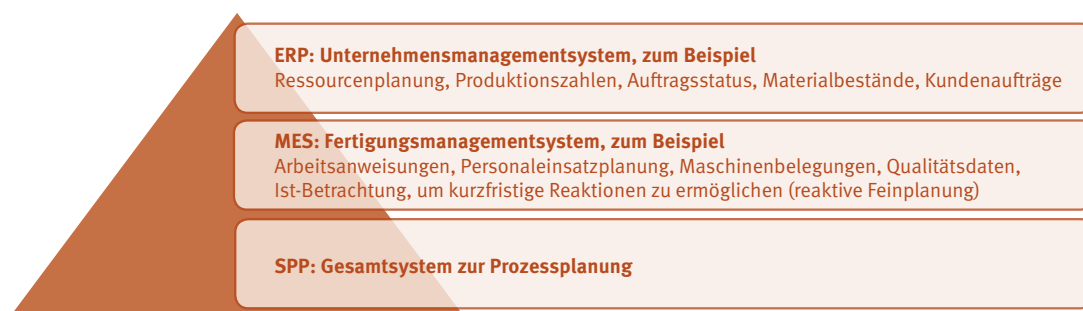 ERP: Unternehmensmanagementsystem, zum Beispiel
Ressourcenplanung, Produktionszahlen, Auftragsstatus, Materialbestände, Kundenaufträge
MES: Fertigungsmanagementsystem, zum Beispiel
Arbeitsanweisungen, Personaleinsatzplanung, Maschinenbelegungen, Qualitätsdaten,
Ist-Betrachtung, um kurzfristige Reaktionen zu ermöglichen (reaktive Feinplanung)
SPP: Gesamtsystem zur Prozessplanung